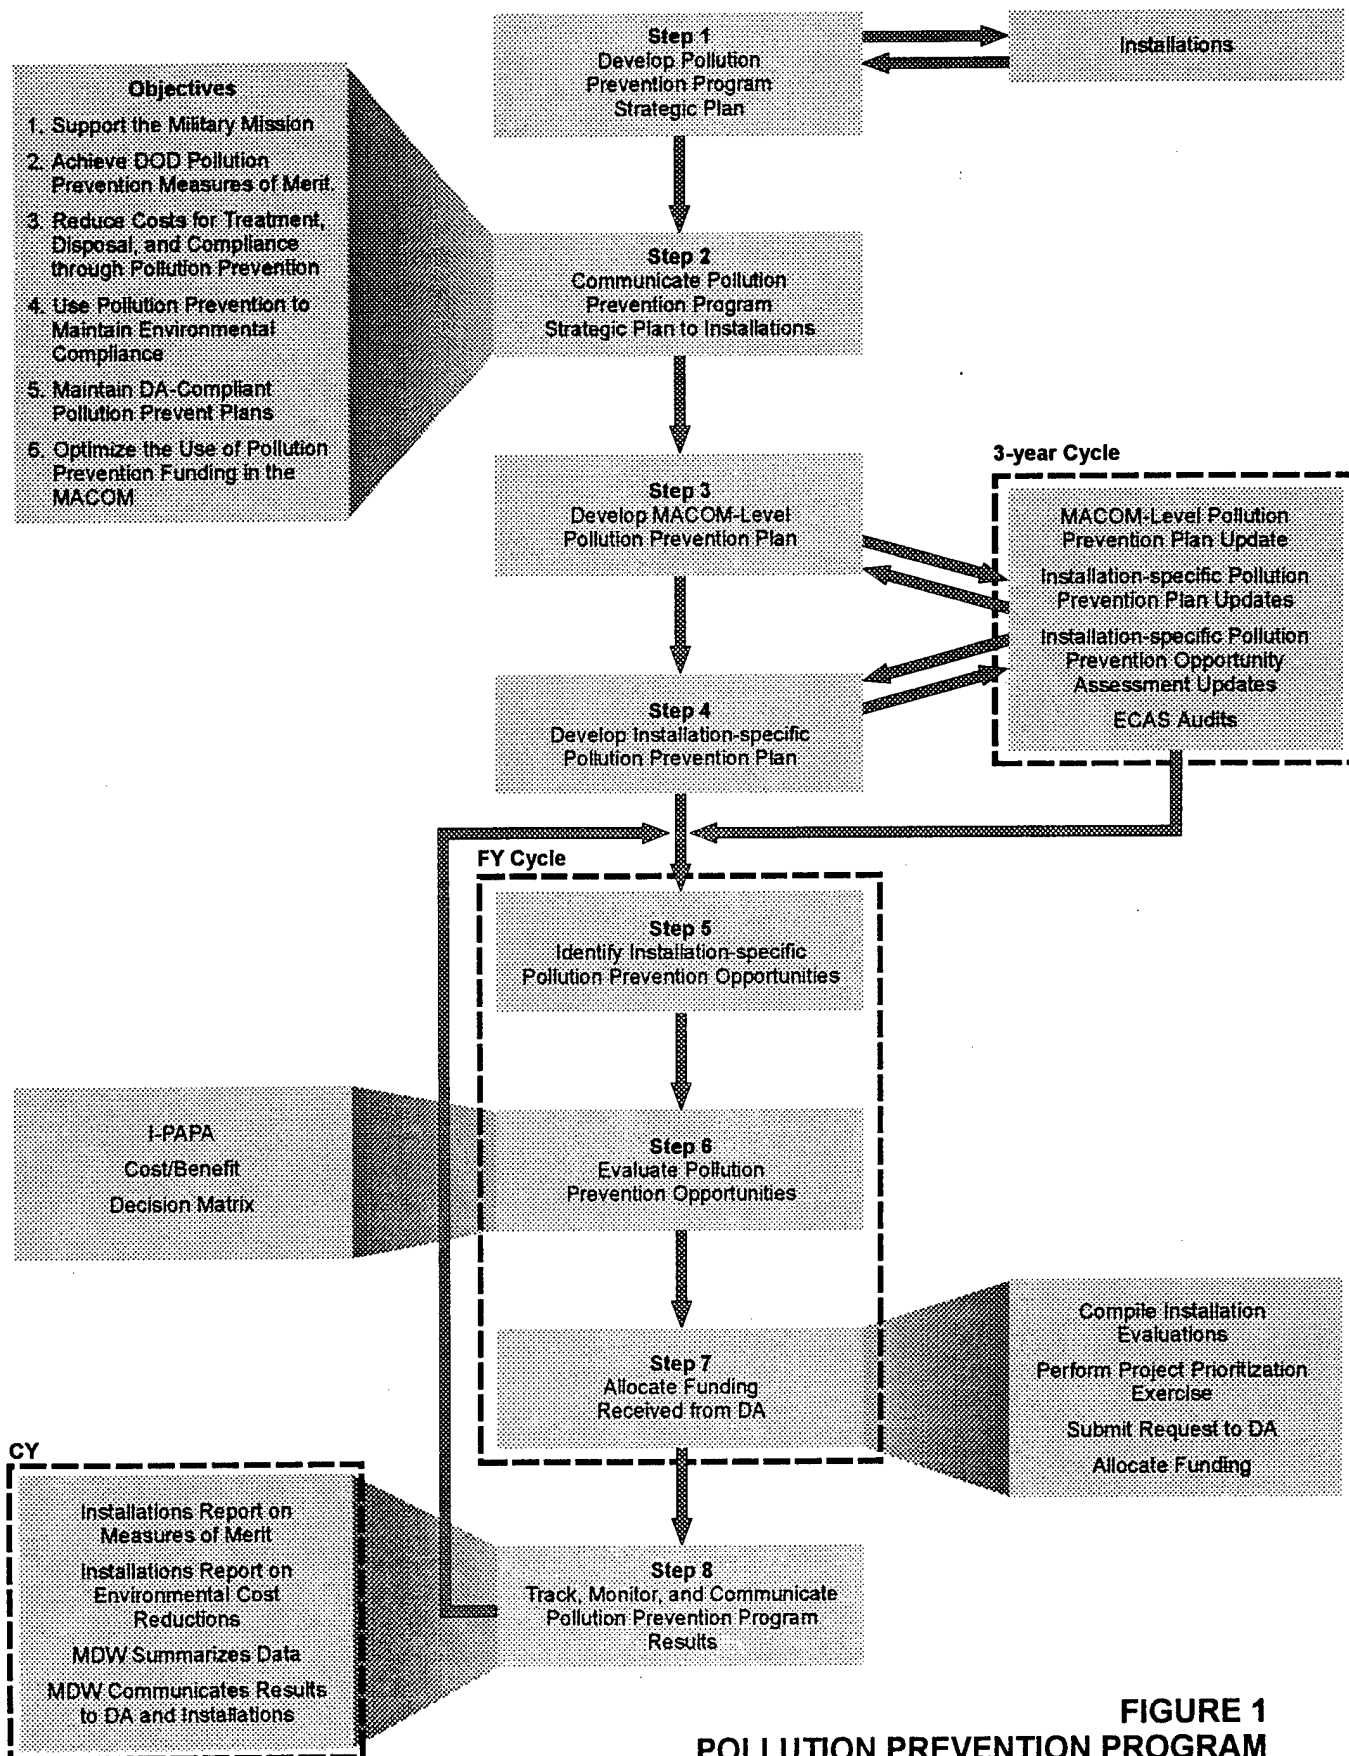 Step 1
Develop Pollution
Prevention Program
Strategic Plan
Installations
Objectives
1. Support the Military Mission
2. Achieve DOD Pollution
Prevention Measures of Merit.
3. Reduce Costs for Treatment,
Disposal, and Compliance
through Pollution Prevention
4. Use Pollution Prevention to
Maintain Environmental
Compliance
5. Maintain DA-Compliant
Pollution Prevent Plans
6. Optimize the Use of Pollution
Prevention Funding in the
MACOM
Step 2
Communicate Pollution
Prevention Program
Strategic Plan to Installations
Step 3
Develop MACOM-Level
Pollution Prevention Plan
3-year Cycle
MACOM-Level Pollution
Prevention Plan Update
Installation-specific Pollution
Prevention Plan Updates
Installation-specific Pollution
Prevention Opportunity
Assessment Updates
ECAS Audits
Step 4
Develop Installation-specific
Pollution Prevention Plan
FY Cycle
Step 5
Identify Installation-specific
Pollution Prevention Opportunities
I-PAPA
Cost/Benefit
Decision Matrix
Step 6
Evaluate Pollution
Prevention Opportunities
Step 7
Allocate Funding
Received from DA
Compile Installation
Evaluations
Perform Project Prioritization
Exercise
Submit Request to DA
Allocate Funding
CY
Installations Report on
Measures of Merit
Installations Report on
Environmental Cost
Reductions
MDW Summarizes Data
MDW Communicates Results
to DA and Installations
Step 8
Track, Monitor, and Communicate
Pollution Prevention Program
Results
FIGURE 1
POLLUTION PREVENTION PROGRAM